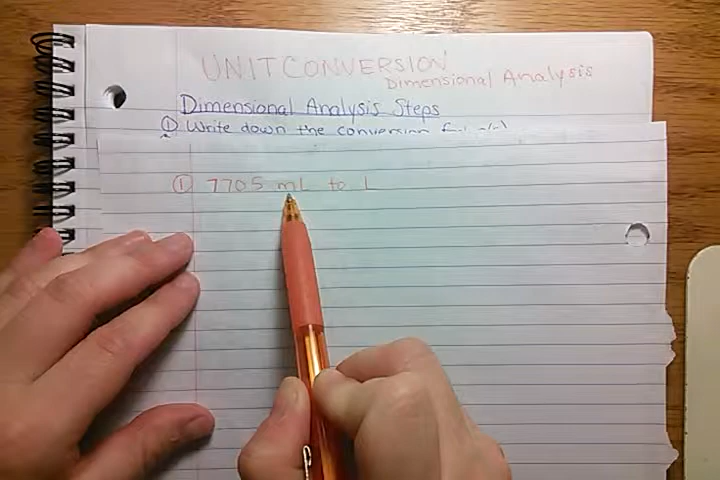 UNIT CONVERSION
Dimensional Analysis
Dimensional Analysis Steps
① Write down the conversion
① 7705 mL to L